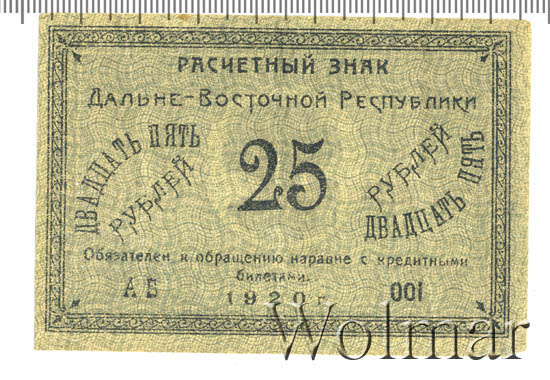 РАСЧЕТНЫЙ ЗНАК
ДАЛЬНЕ-ВОСТОЧНОЙ РЕСПУБЛИКИ
ДВАДЦАТЬ ПЯТЬ
РУБЛЕЙ
25
РУБЛЕЙ
ДВАДЦАТЬ ПЯТЬ
Обязателен к обращению наравне с кредитными
билетами.
АБ
1920 г.
001
Wolmar